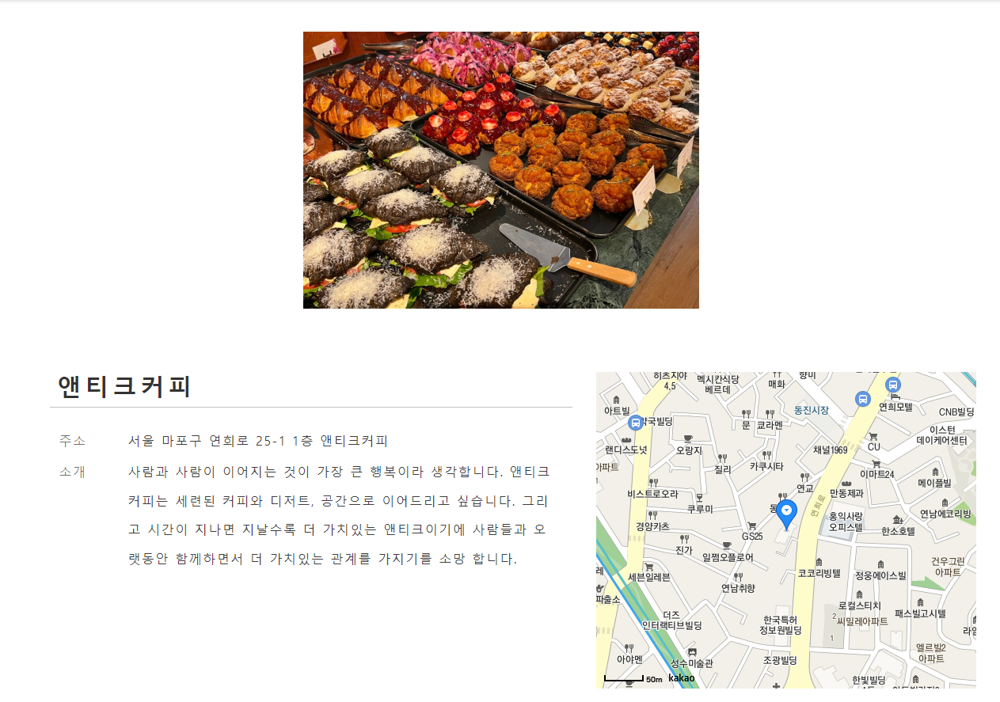 앤티크커피
주소
서울 마포구 연희로 25-1 1층 앤티크커피
소개
사람과 사람이 이어지는 것이 가장 큰 행복이라 생각합니다. 앤티크
커피는 세련된 커피와 디저트, 공간으로 이어드리고 싶습니다. 그리
고 시간이 지나면 지날수록 더 가치있는 앤티크이기에 사람들과 오
랫동안 함께하면서 더 가치있는 관계를 가지기를 소망 합니다.
히츠지야
4.5
멕시칸식당
베르데
매화
향미
아트빌
약국빌딩
동진시장
연희모텔
CNB빌딩
문
쿄라멘
이스턴
데이케어센터
랜디스도넛
오랑지
채널1969
CU
아파트
질리
카쿠시타
이마트24
메이플빌
비스트로오라
쿠루미
연교
만동제과
연희로
연남에코리빙
경양카츠
GS25
홍익사랑
오피스텔
한소호텔
진가
일쩜오플로어
세븐일레븐
연남취향
코코리빙텔
정웅에이스빌
건우그린
아파트
파출소
더즈
인터랙티브빌딩
한국특허
정보원빌딩
로컬스티치
패스빌고시텔
2
씨밀레아파트
1
아야멘
성수미술관
조광빌딩
엘르빌2
아파트
한빛빌딩
50m
kakao